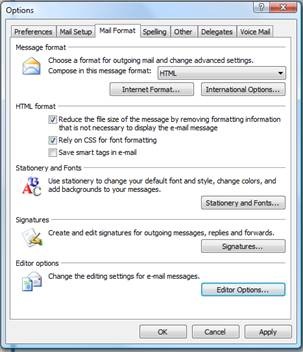 Options
Preferences Mail Setup Mail Format Spelling Other Delegates Voice Mail
Message format
Choose a format for outgoing mail and change advanced settings.
Compose in this message format: HTML
Internet Format... International Options...
HTML format
Reduce the file size of the message by removing formatting information
that is not necessary to display the e-mail message
Rely on CSS for font formatting
Save smart tags in e-mail
Stationery and Fonts
Use stationery to change your default font and style, change colors, and
add backgrounds to your messages.
Stationery and Fonts...
Signatures
Create and edit signatures for outgoing messages, replies and forwards.
Signatures...
Editor options
Change the editing settings for e-mail messages.
Editor Options...
OK Cancel Apply